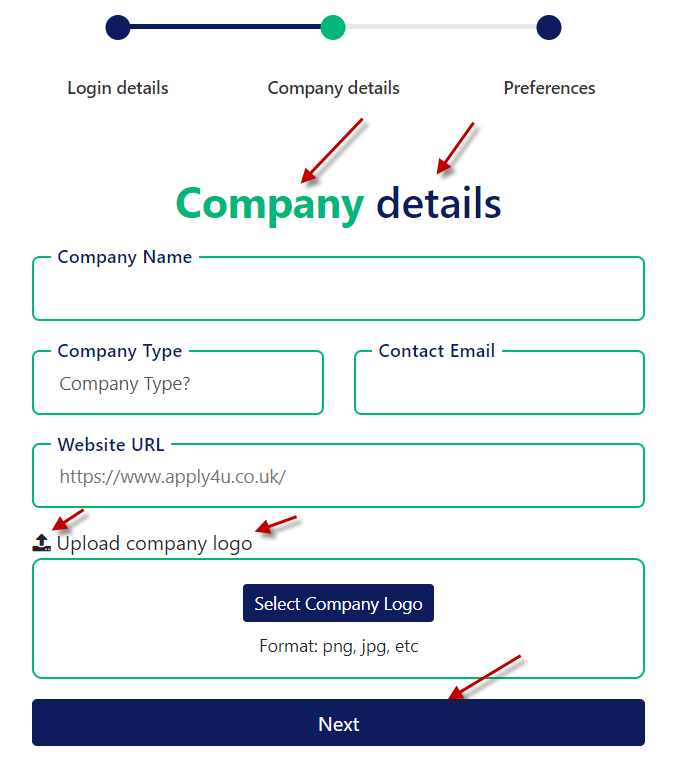 Login details Company details Preferences
Company details
Company Name
Company Type Contact Email
Company Type?
Website URL
https://www.apply4u.co.uk/
Upload company logo
Select Company Logo
Format: png, jpg, etc
Next